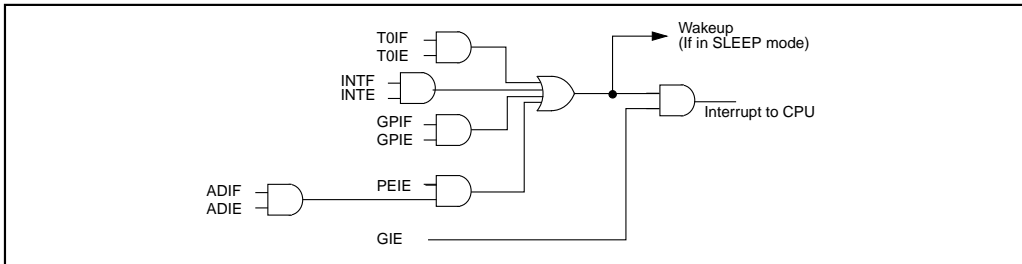 T0IF
T0IE
Wakeup
(If in SLEEP mode)
INTF
INTE
Interrupt to CPU
GPIF
GPIE
PEIE
ADIF
ADIE
GIE